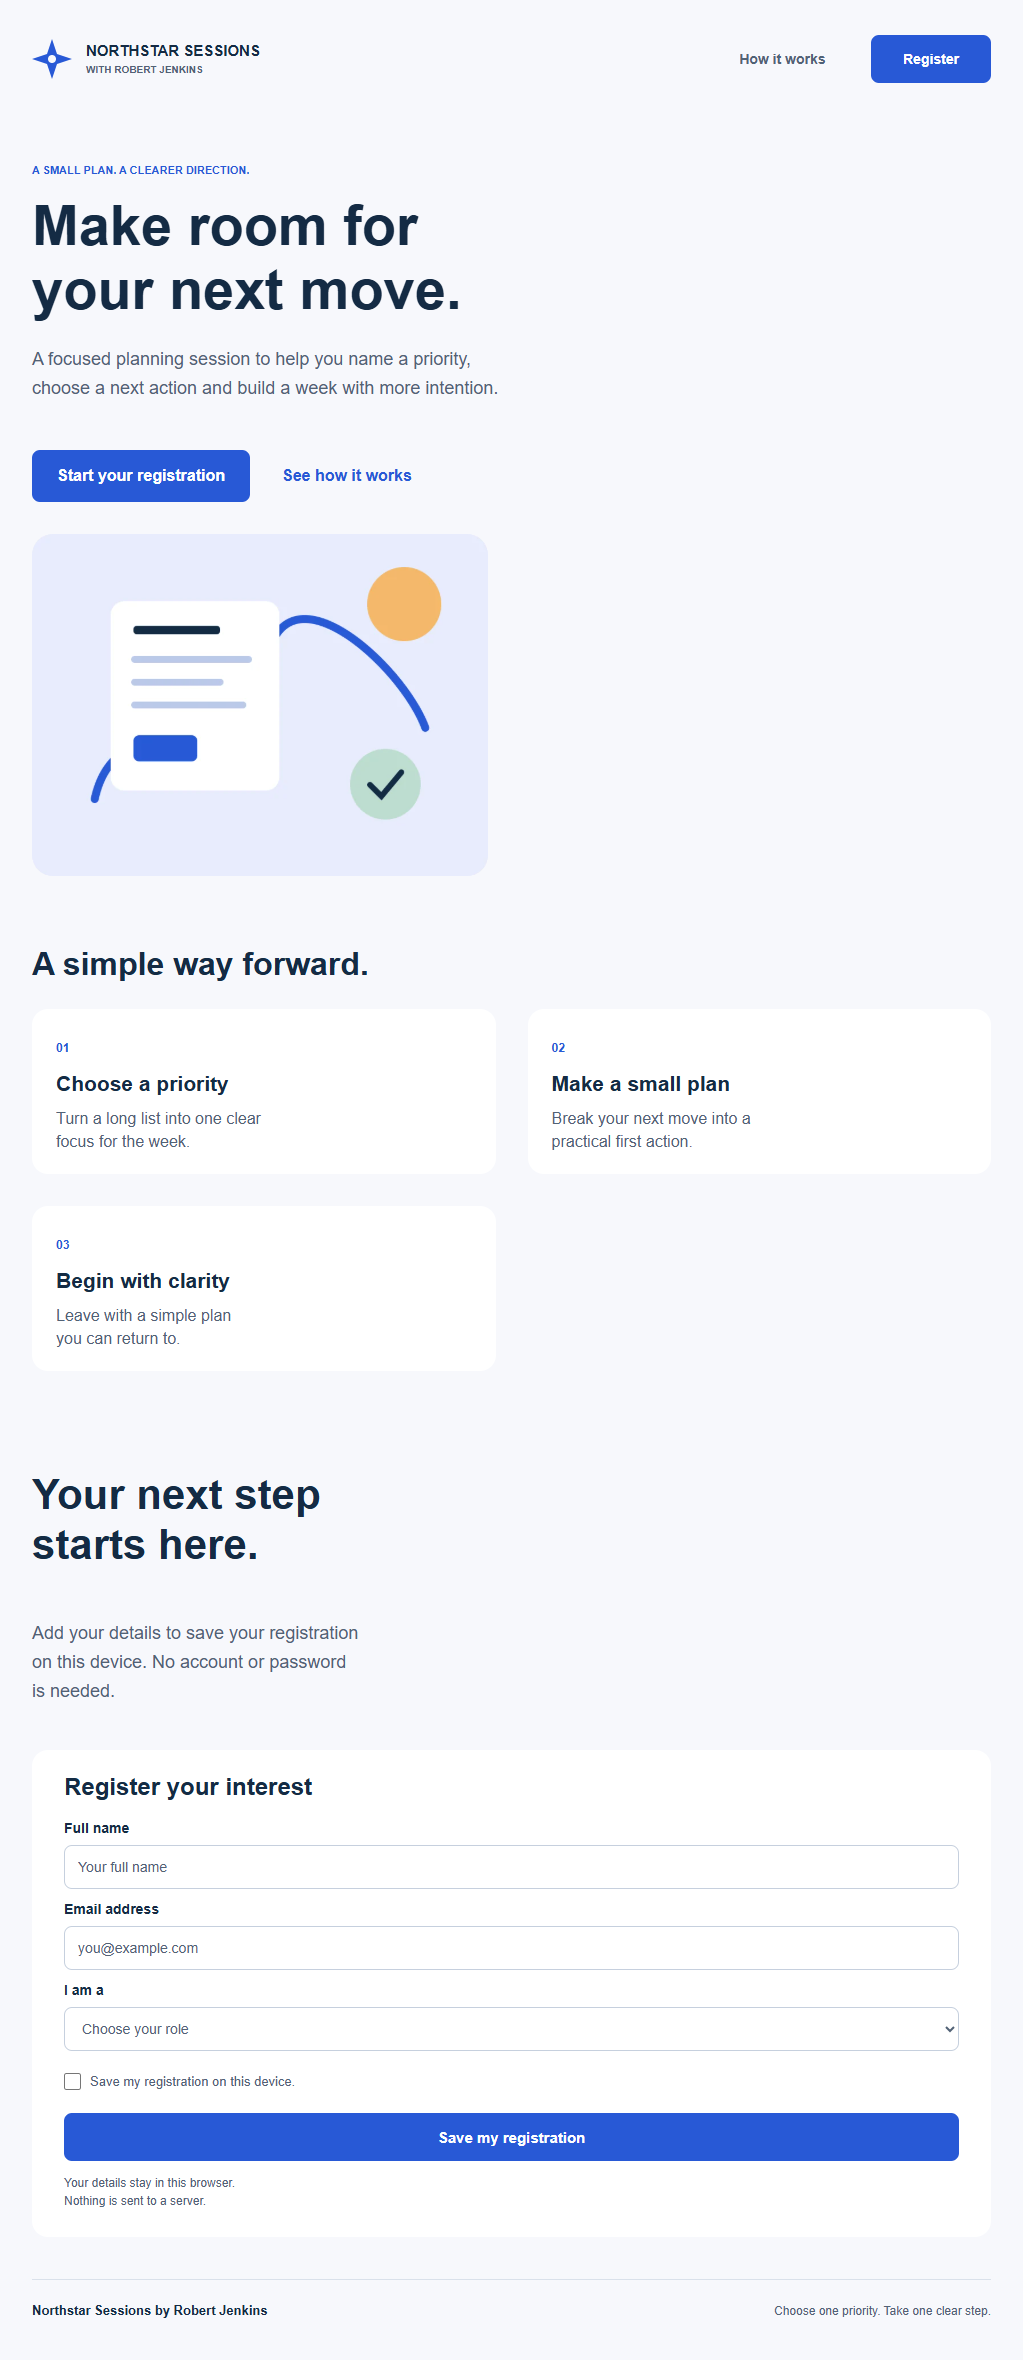 NORTHSTAR SESSIONS
WITH ROBERT JENKINS
How it works
Register
A SMALL PLAN. A CLEARER DIRECTION.
Make room for
your next move.
A focused planning session to help you name a priority,
choose a next action and build a week with more intention.
Start your registration
See how it works
A simple way forward.
01
Choose a priority
Turn a long list into one clear
focus for the week.
02
Make a small plan
Break your next move into a
practical first action.
03
Begin with clarity
Leave with a simple plan
you can return to.
Your next step
starts here.
Add your details to save your registration
on this device. No account or password
is needed.
Register your interest
Full name
Your full name
Email address
you@example.com
I am a
Choose your role
Save my registration on this device.
Save my registration
Your details stay in this browser.
Nothing is sent to a server.
Northstar Sessions by Robert Jenkins
Choose one priority. Take one clear step.